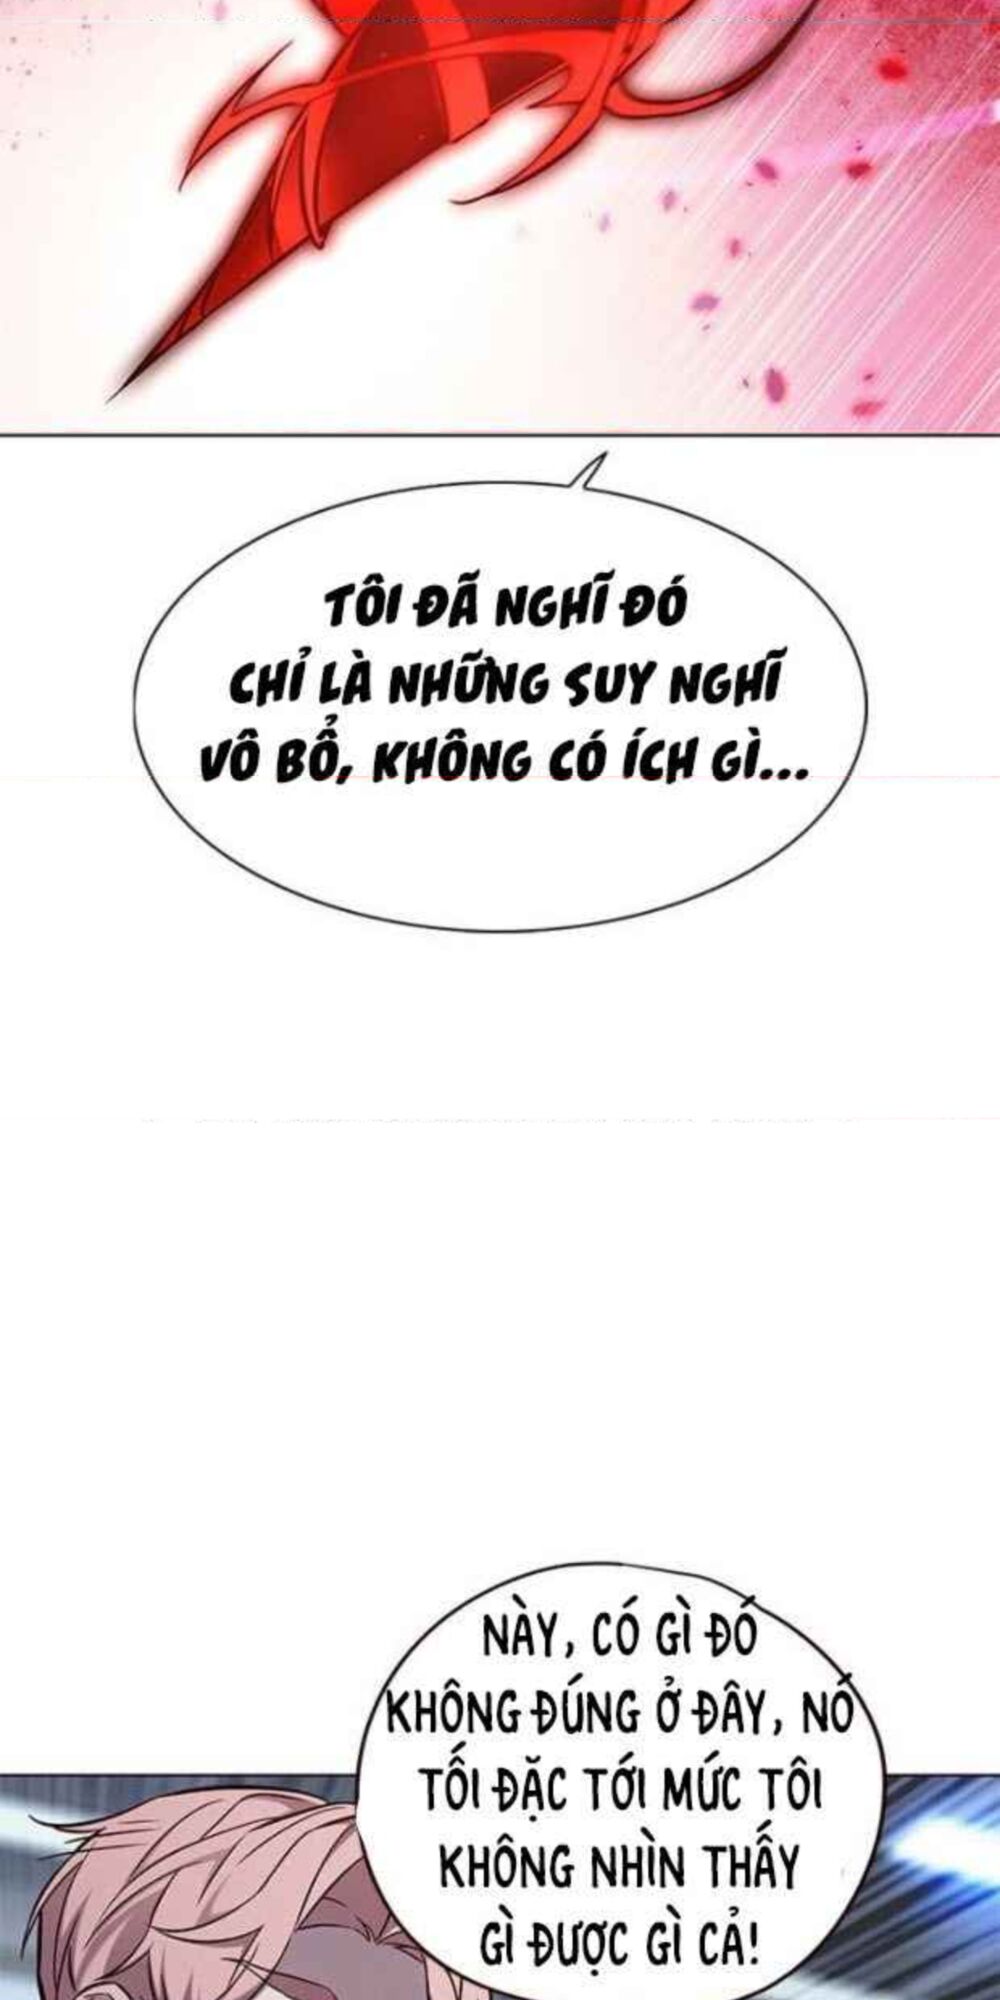 TÔI ĐÃ NGHĨ ĐÓ
CHỈ LÀ NHỮNG SUY NGHĨ
VÔ BỔ, KHÔNG CÓ ÍCH GÌ...
NÀY, CÓ GÌ ĐÓ
KHÔNG ĐÚNG Ở ĐÂY, NÓ
TỐI ĐẶC TỚI MỨC TÔI
KHÔNG NHÌN THẤY
GÌ ĐƯỢC GÌ CẢ!